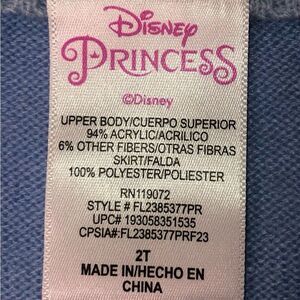 Disney
PRINCESS
©Disney
UPPER BODY/CUERPO SUPERIOR
94% ACRYLIC/ACRILICO
6% OTHER FIBERS/OTRAS FIBRAS
SKIRT/FALDA
100% POLYESTER/POLIESTER
RN119072
STYLE # FL2385377PR
UPC# 193058351535
CPSIA#:FL2385377PRF23
2T
MADE IN/HECHO EN
CHINA